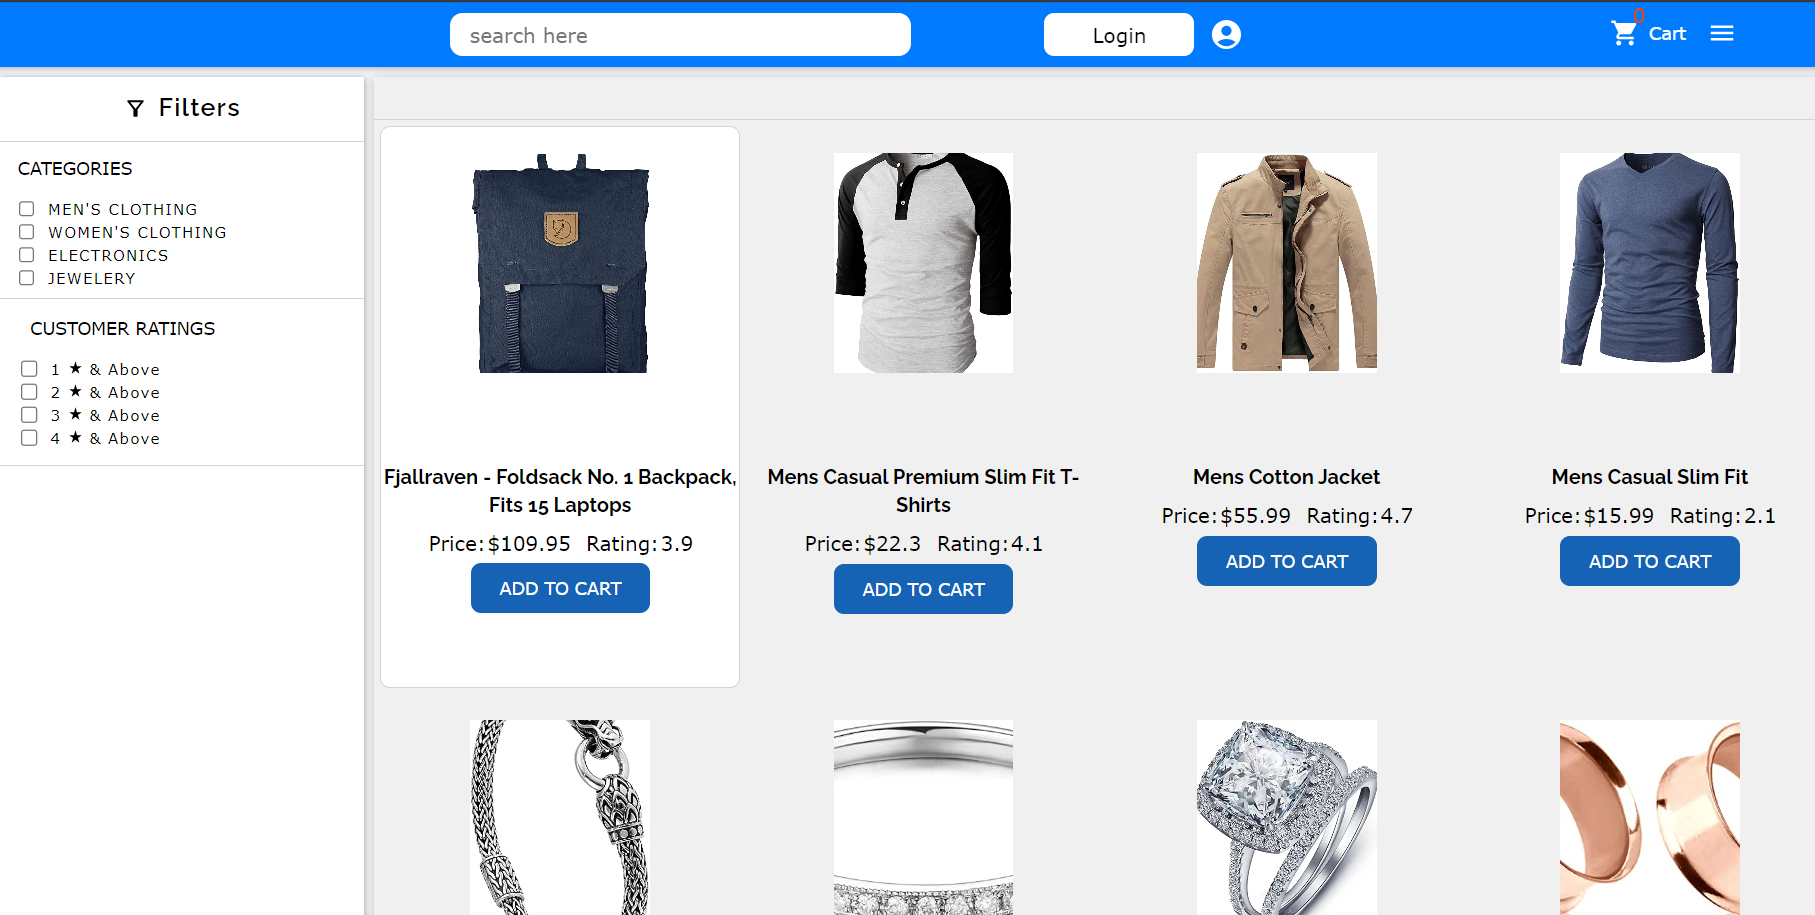 search here
Login
0
Cart
Filters
CATEGORIES
MEN'S CLOTHING
WOMEN'S CLOTHING
ELECTRONICS
JEWELERY
CUSTOMER RATINGS
1 ★ & Above
2 ★ & Above
3 ★ & Above
4 ★ & Above
Fjallraven - Foldsack No. 1 Backpack,
Fits 15 Laptops
Price:$109.95 Rating:3.9
ADD TO CART
Mens Casual Premium Slim Fit T-
Shirts
Price:$22.3 Rating:4.1
ADD TO CART
Mens Cotton Jacket
Price:$55.99 Rating:4.7
ADD TO CART
Mens Casual Slim Fit
Price:$15.99 Rating:2.1
ADD TO CART